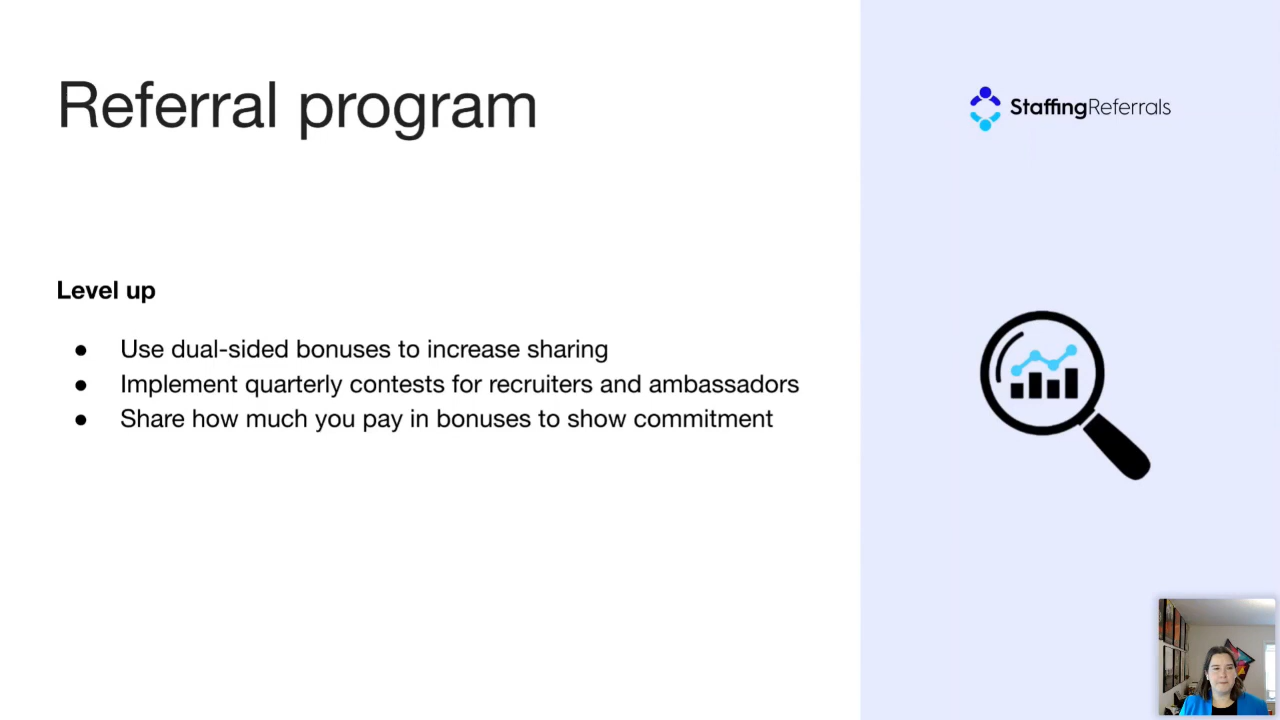 Referral program
StaffingReferrals
Level up
● Use dual-sided bonuses to increase sharing
● Implement quarterly contests for recruiters and ambassadors
● Share how much you pay in bonuses to show commitment